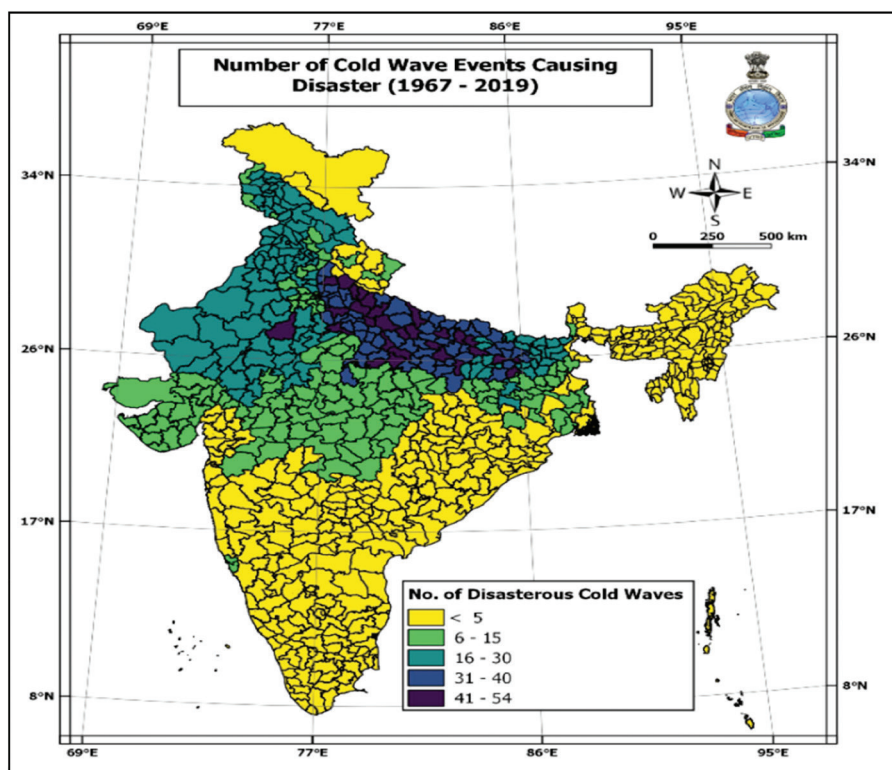 69°E 77°E 86°E 95°E
Number of Cold Wave Events Causing
Disaster (1967 - 2019)
34°N 34°N
N
W E
S
0 250 500 km
26°N 26°N
17°N 17°N
No. of Disasterous Cold Waves
< 5
6 - 15
16 - 30
31 - 40
41 - 54
8°N 8°N
69°E 77°E 86°E 95°E